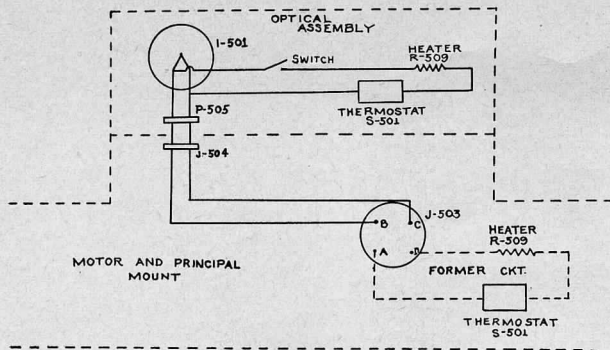 OPTICAL
ASSEMBLY
I-501
SWITCH
HEATER
R-509
THERMOSTAT
S-501
P-505
J-504
J-503
B
C
A
D
HEATER
R-509
FORMER CKT.
MOTOR AND PRINCIPAL
MOUNT
THERMOSTAT
S-501